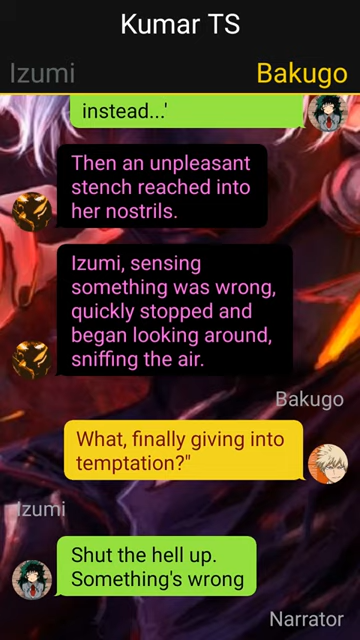 Kumar TS
Izumi
Bakugo
instead...'
Then an unpleasant
stench reached into
her nostrils.
Izumi, sensing
something was wrong,
quickly stopped and
began looking around,
sniffing the air.
Bakugo
What, finally giving into
temptation?"
Izumi
Shut the hell up.
Something's wrong
Narrator